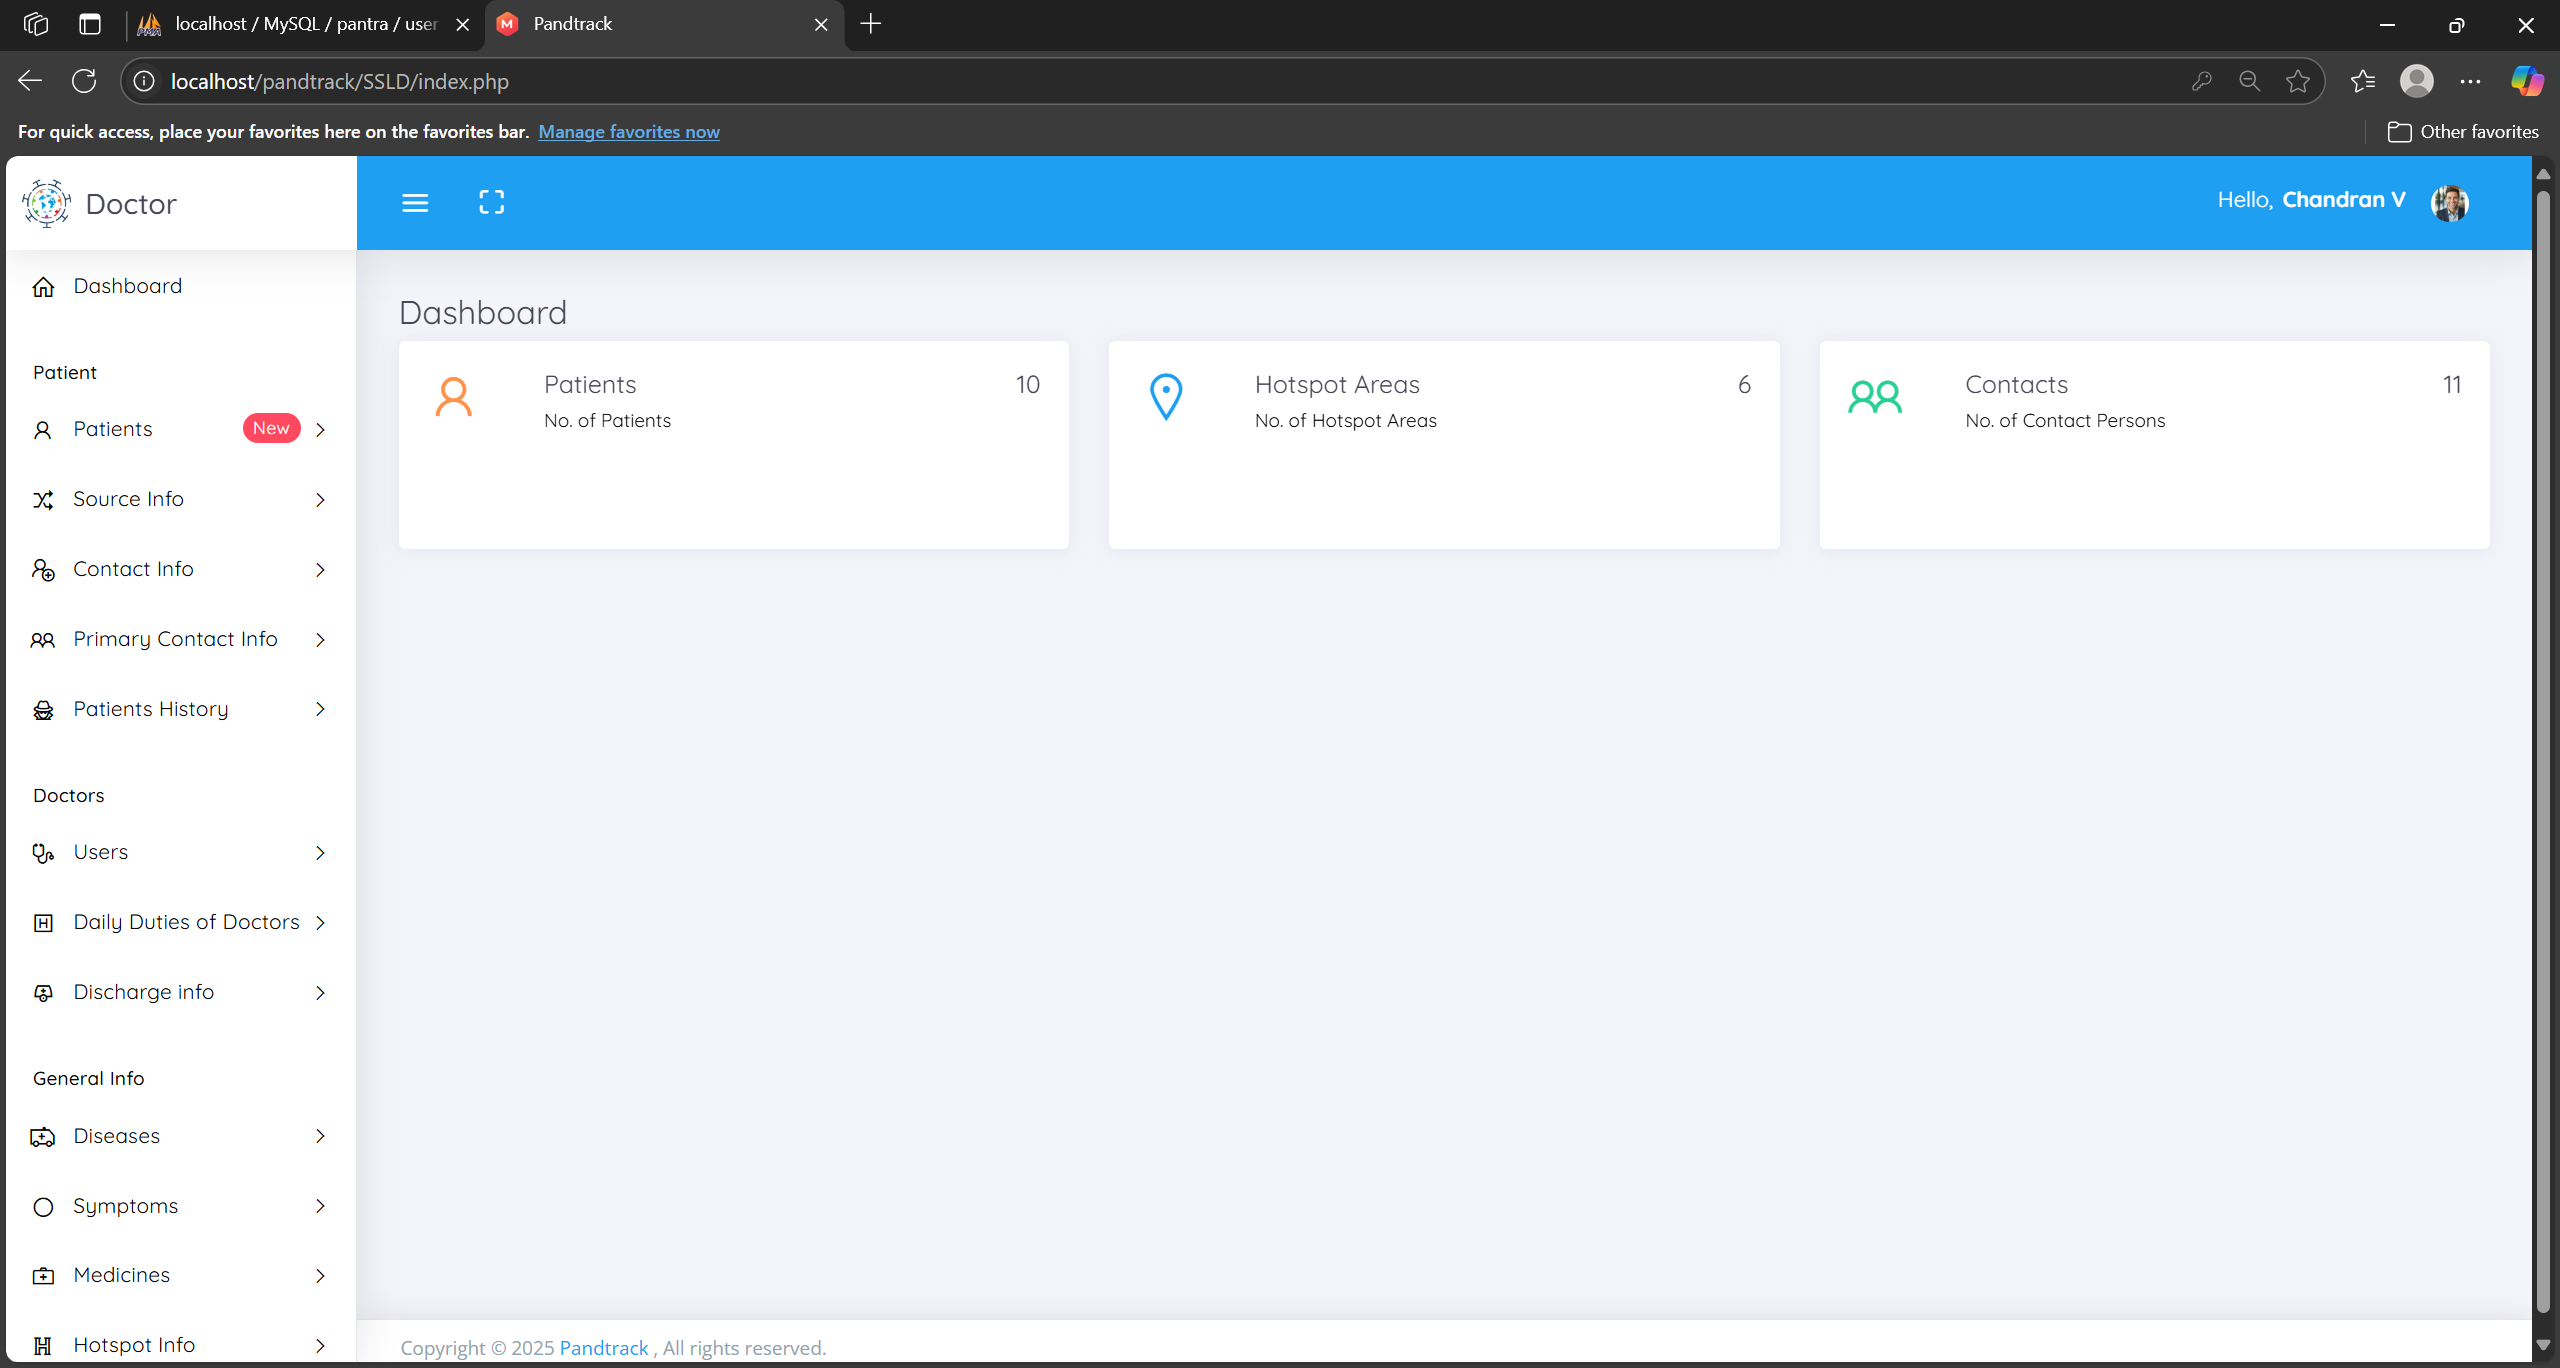 localhost / MySQL / pantra / user
Pandtrack
localhost/pandtrack/SSLD/index.php
For quick access, place your favorites here on the favorites bar. Manage favorites now
Other favorites
Doctor
Hello, Chandran V
Dashboard
Patient
Patients New
Source Info
Contact Info
Primary Contact Info
Patients History
Doctors
Users
Daily Duties of Doctors
Discharge info
General Info
Diseases
Symptoms
Medicines
Hotspot Info
Dashboard
Patients 10
No. of Patients
Hotspot Areas 6
No. of Hotspot Areas
Contacts 11
No. of Contact Persons
Copyright © 2025 Pandtrack , All rights reserved.